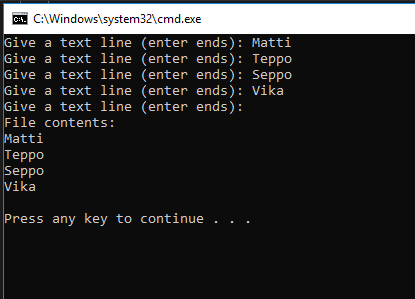 C:\Windows\system32\cmd.exe
Give a text line (enter ends): Matti
Give a text line (enter ends): Teppo
Give a text line (enter ends): Seppo
Give a text line (enter ends): Vika
Give a text line (enter ends):
File contents:
Matti
Teppo
Seppo
Vika
Press any key to continue . . .